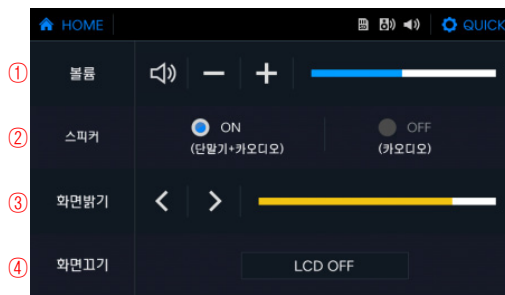 HOME QUICK
① 볼륨
② 스피커 ON OFF
(단말기+카오디오) (카오디오)
③ 화면밝기
④ 화면끄기 LCD OFF